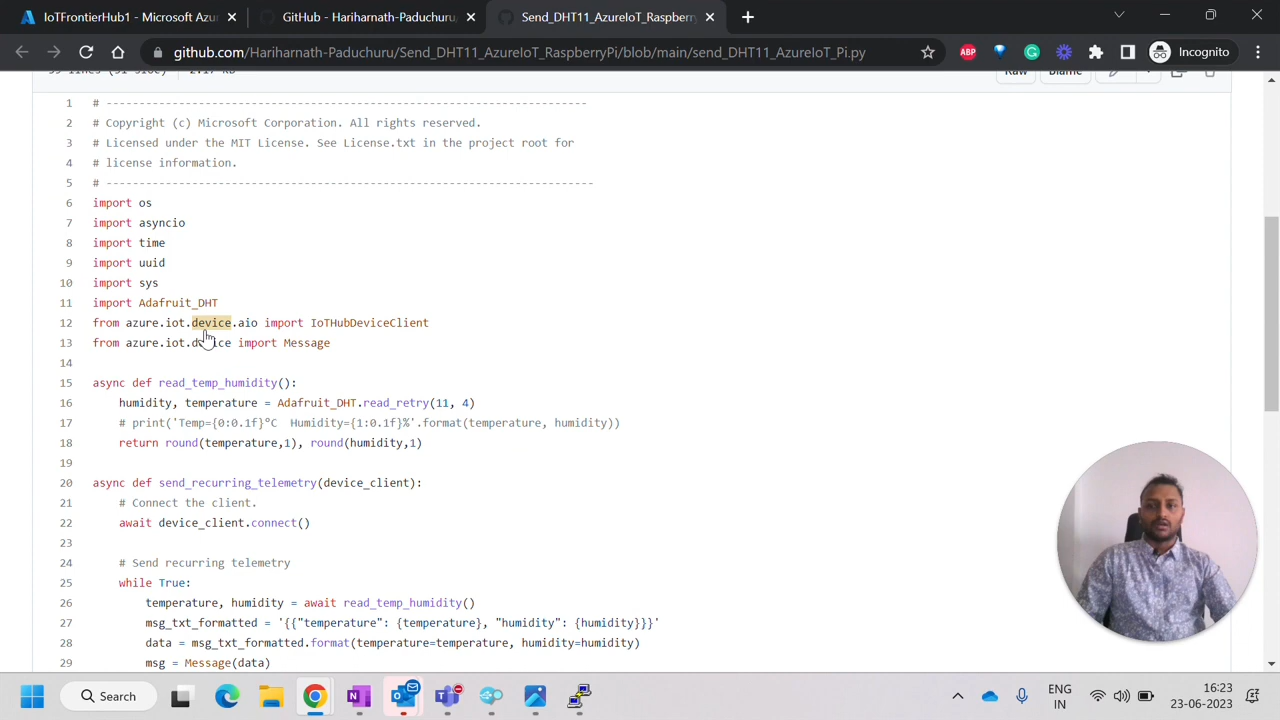 IoTFrontierHub1 - Microsoft Azu
GitHub - Hariharnath-Paduchuru/
Send_DHT11_AzureIoT_Raspberry
github.com/Hariharnath-Paduchuru/Send_DHT11_AzureIoT_RaspberryPi/blob/main/send_DHT11_AzureIoT_Pi.py
ABP
Incognito
Raw
Blame
1 # -------------------------------------------------------------------------
2 # Copyright (c) Microsoft Corporation. All rights reserved.
3 # Licensed under the MIT License. See License.txt in the project root for
4 # license information.
5 # --------------------------------------------------------------------------
6 import os
7 import asyncio
8 import time
9 import uuid
10 import sys
11 import Adafruit_DHT
12 from azure.iot.device.aio import IoTHubDeviceClient
13 from azure.iot.device import Message
14
15 async def read_temp_humidity():
16 humidity, temperature = Adafruit_DHT.read_retry(11, 4)
17 # print('Temp={0:0.1f}°C  Humidity={1:0.1f}%'.format(temperature, humidity))
18 return round(temperature,1), round(humidity,1)
19
20 async def send_recurring_telemetry(device_client):
21 # Connect the client.
22 await device_client.connect()
23
24 # Send recurring telemetry
25 while True:
26 temperature, humidity = await read_temp_humidity()
27 msg_txt_formatted = '{{"temperature": {temperature}, "humidity": {humidity}}}'
28 data = msg_txt_formatted.format(temperature=temperature, humidity=humidity)
29 msg = Message(data)
Search
ENG
IN
16:23
23-06-2023